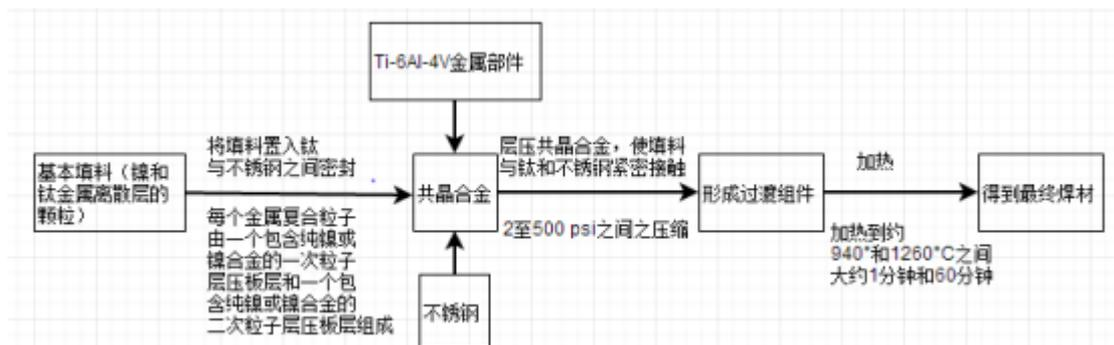 Ti-6Al-4V金属部件
将填料置入钛
与不锈钢之间密封
层压共晶合金，使填料
与钛和不锈钢紧密接触
加热
基本填料（镍和
钛金属离散层的
颗粒）
共晶合金
形成过渡组件
得到最终焊材
每个金属复合粒子
由一个包含纯镍或
镍合金的一次粒子
层压板层和一个包
含纯镍或镍合金的
二次粒子层压板层组成
2至500 psi之间之压缩
加热到约
940°和1260°C之间
大约1分钟和60分钟
不锈钢